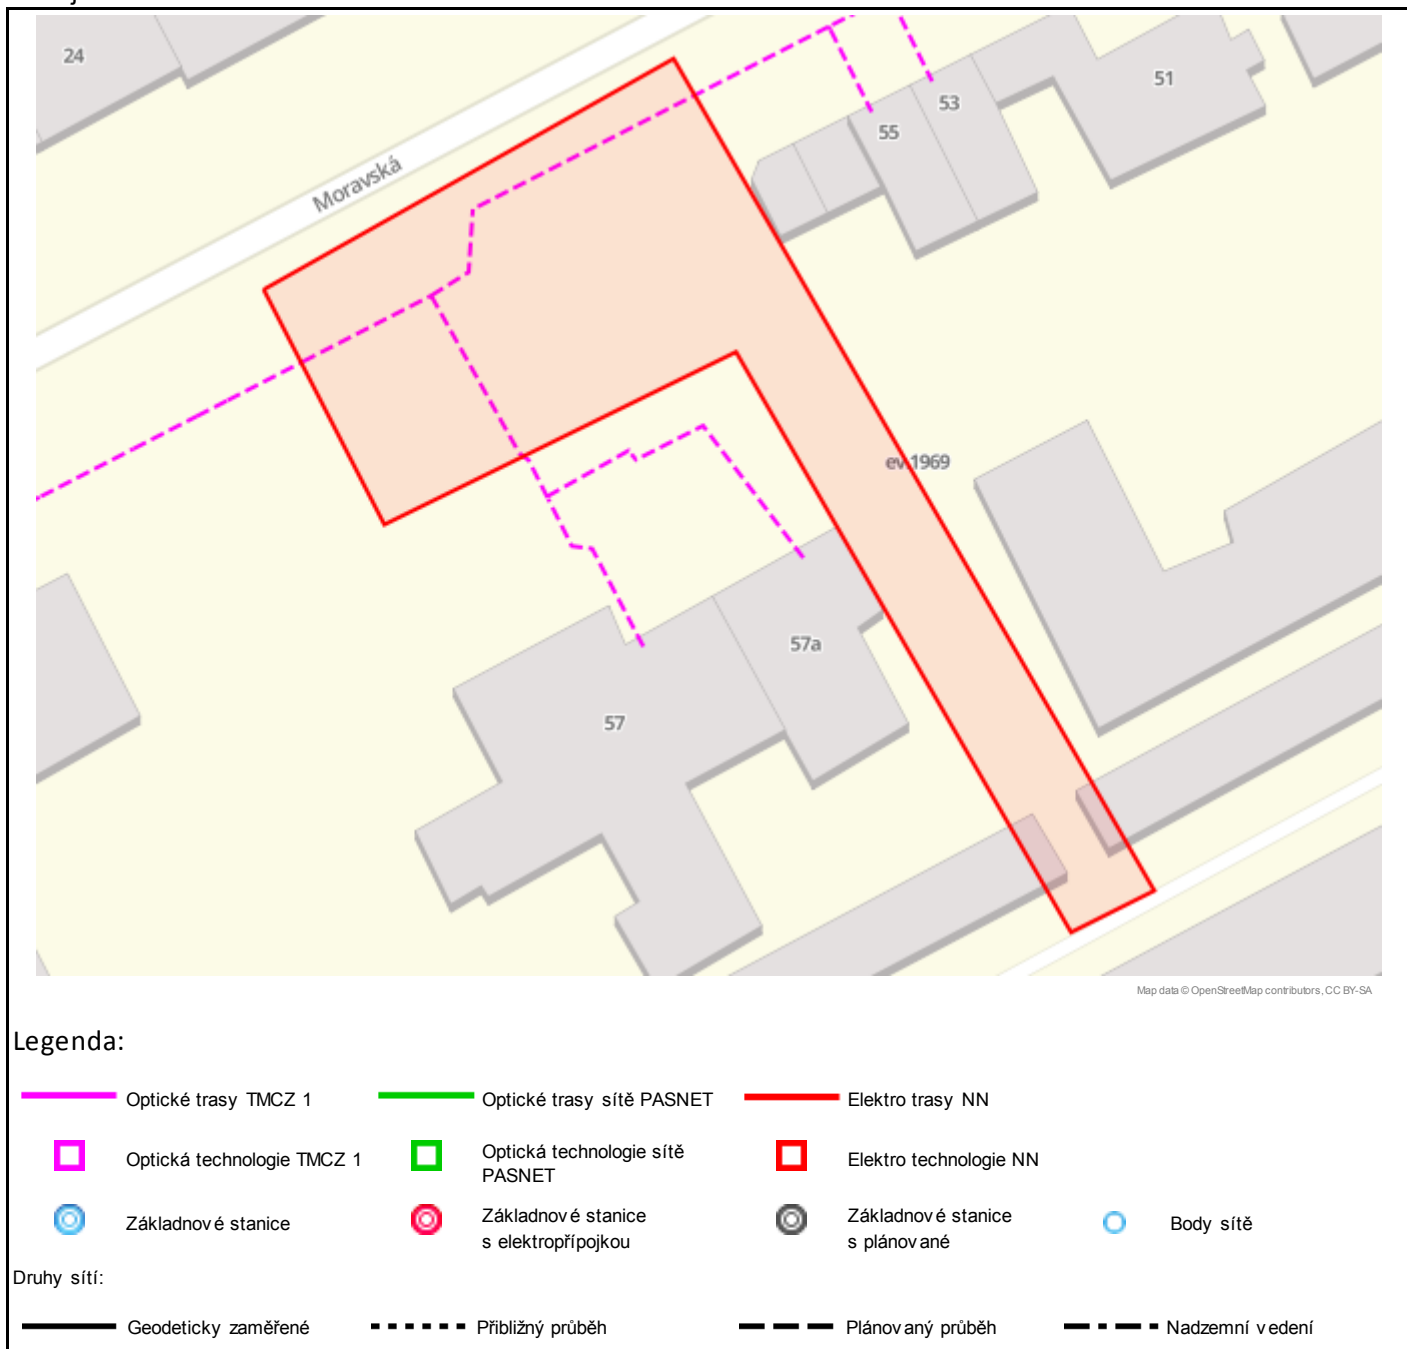 24
51
53
55
Moravská
ev.1969
57a
57
Map data © OpenStreetMap contributors, CC BY-SA
Legenda:
Optické trasy TMCZ 1
Optické trasy sítě PASNET
Elektro trasy NN
Optická technologie TMCZ 1
Optická technologie sítě
PASNET
Elektro technologie NN
Základnové stanice
Základnové stanice
s elektropřípojkou
Základnové stanice
s plánované
Body sítě
Druhy sítí:
Geodeticky zaměřené
Přibližný průběh
Plánovaný průběh
Nadzemní vedení